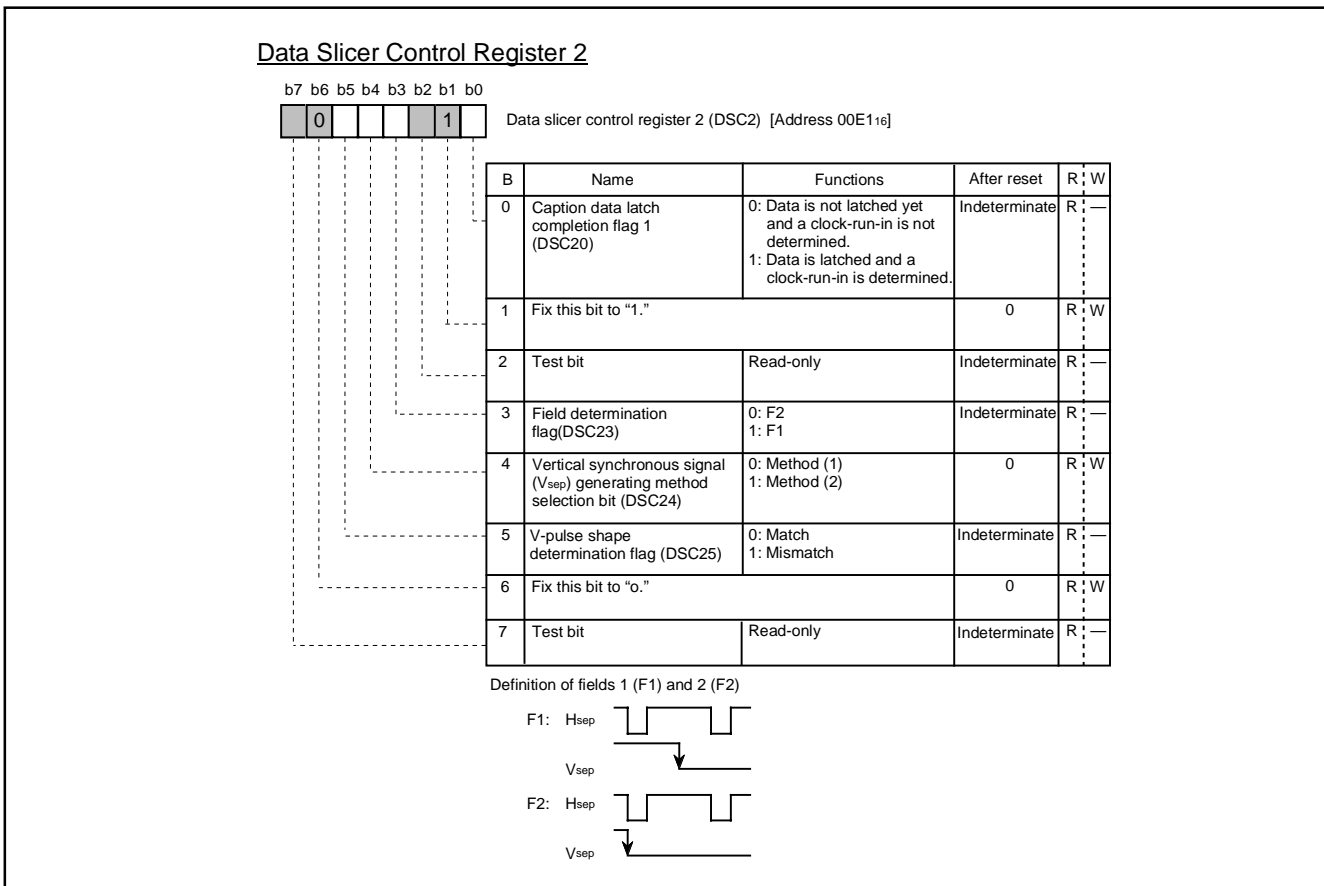 Data Slicer Control Register 2
b7 b6 b5 b4 b3 b2 b1 b0
0 1
Data slicer control register 2 (DSC2) [Address 00E116]
B Name Functions After reset R W
0 Caption data latch completion flag 1 (DSC20) 0: Data is not latched yet and a clock-run-in is not determined. 1: Data is latched and a clock-run-in is determined. Indeterminate R —
1 Fix this bit to “1.” 0 R W
2 Test bit Read-only Indeterminate R —
3 Field determination flag(DSC23) 0: F2 1: F1 Indeterminate R —
4 Vertical synchronous signal (Vsep) generating method selection bit (DSC24) 0: Method (1) 1: Method (2) 0 R W
5 V-pulse shape determination flag (DSC25) 0: Match 1: Mismatch Indeterminate R —
6 Fix this bit to “o.” 0 R W
7 Test bit Read-only Indeterminate R —
Definition of fields 1 (F1) and 2 (F2)
F1: Hsep
Vsep
F2: Hsep
Vsep